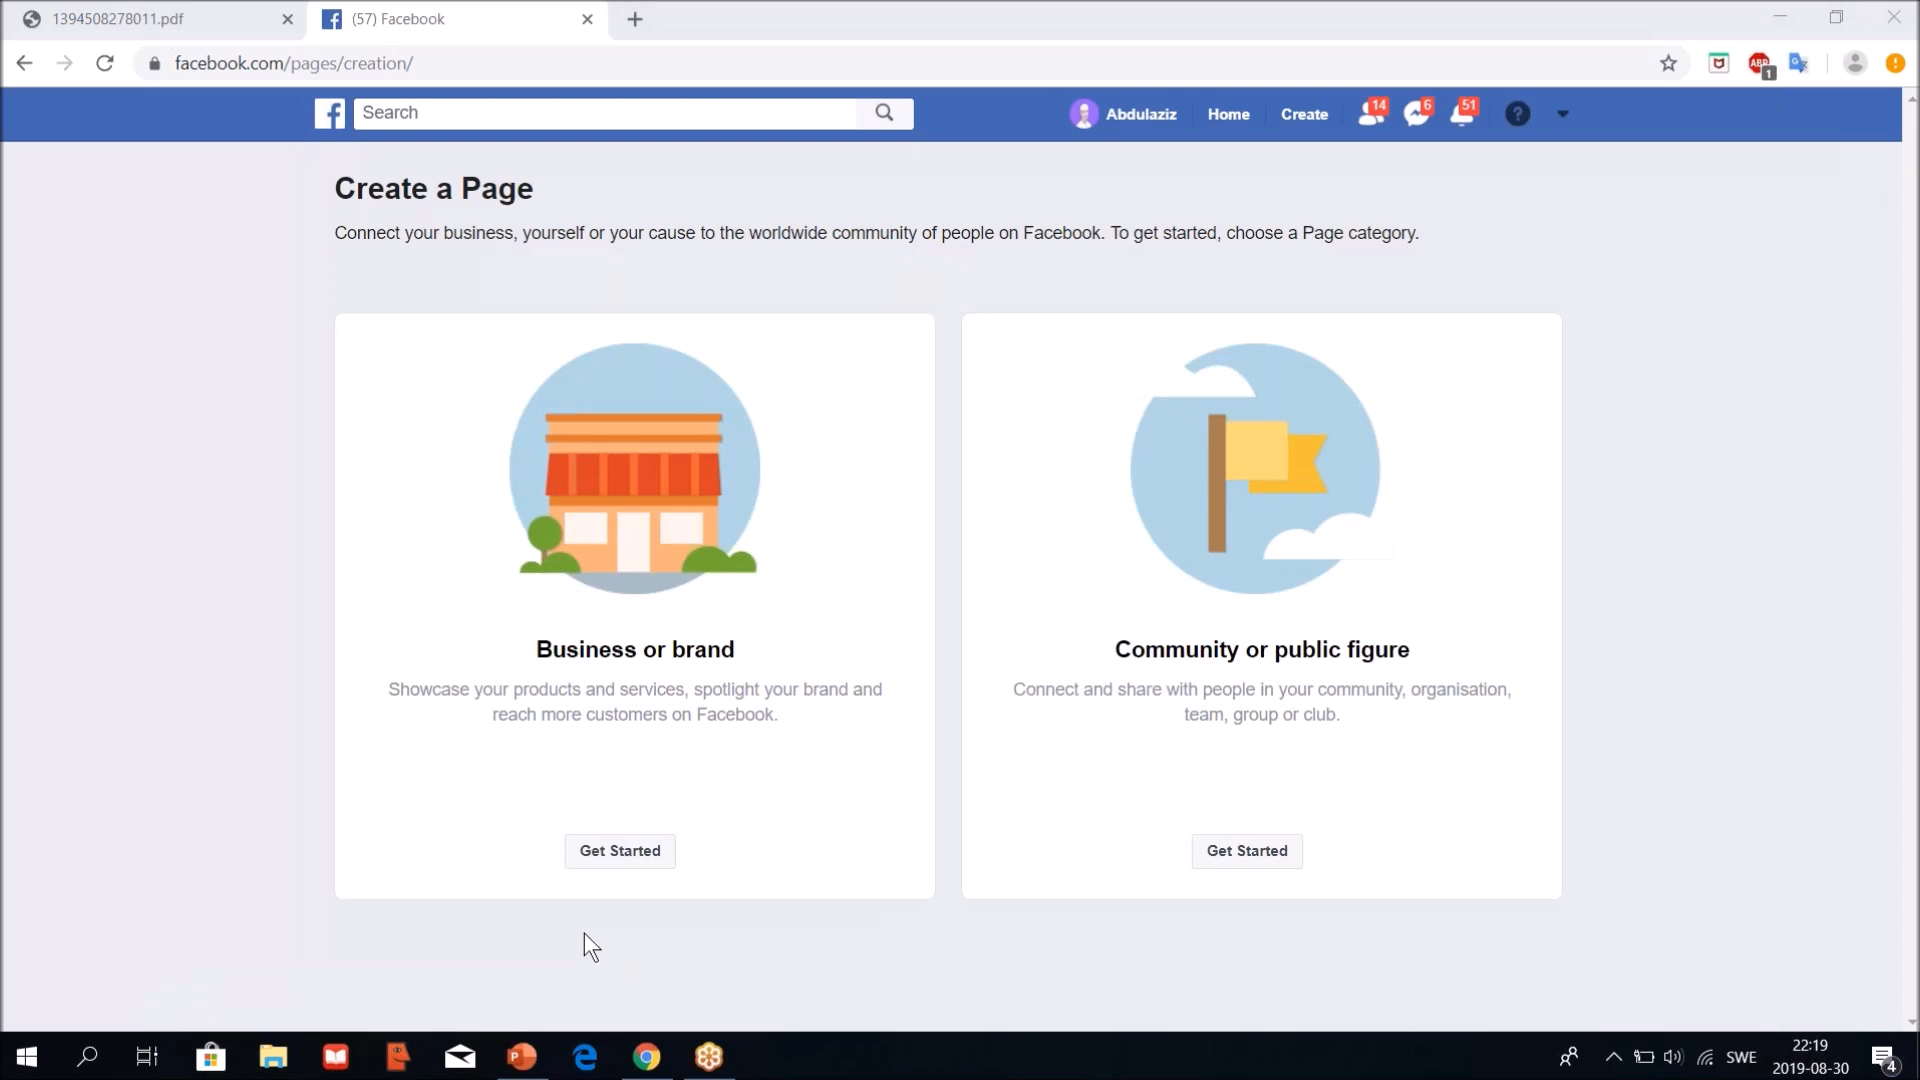 1394508278011.pdf
(57) Facebook
facebook.com/pages/creation/
ABP
1
Search
Abdulaziz
Home
Create
14
6
51
Create a Page
Connect your business, yourself or your cause to the worldwide community of people on Facebook. To get started, choose a Page category.
Business or brand
Showcase your products and services, spotlight your brand and
reach more customers on Facebook.
Get Started
Community or public figure
Connect and share with people in your community, organisation,
team, group or club.
Get Started
SWE
22:19
2019-08-30
4